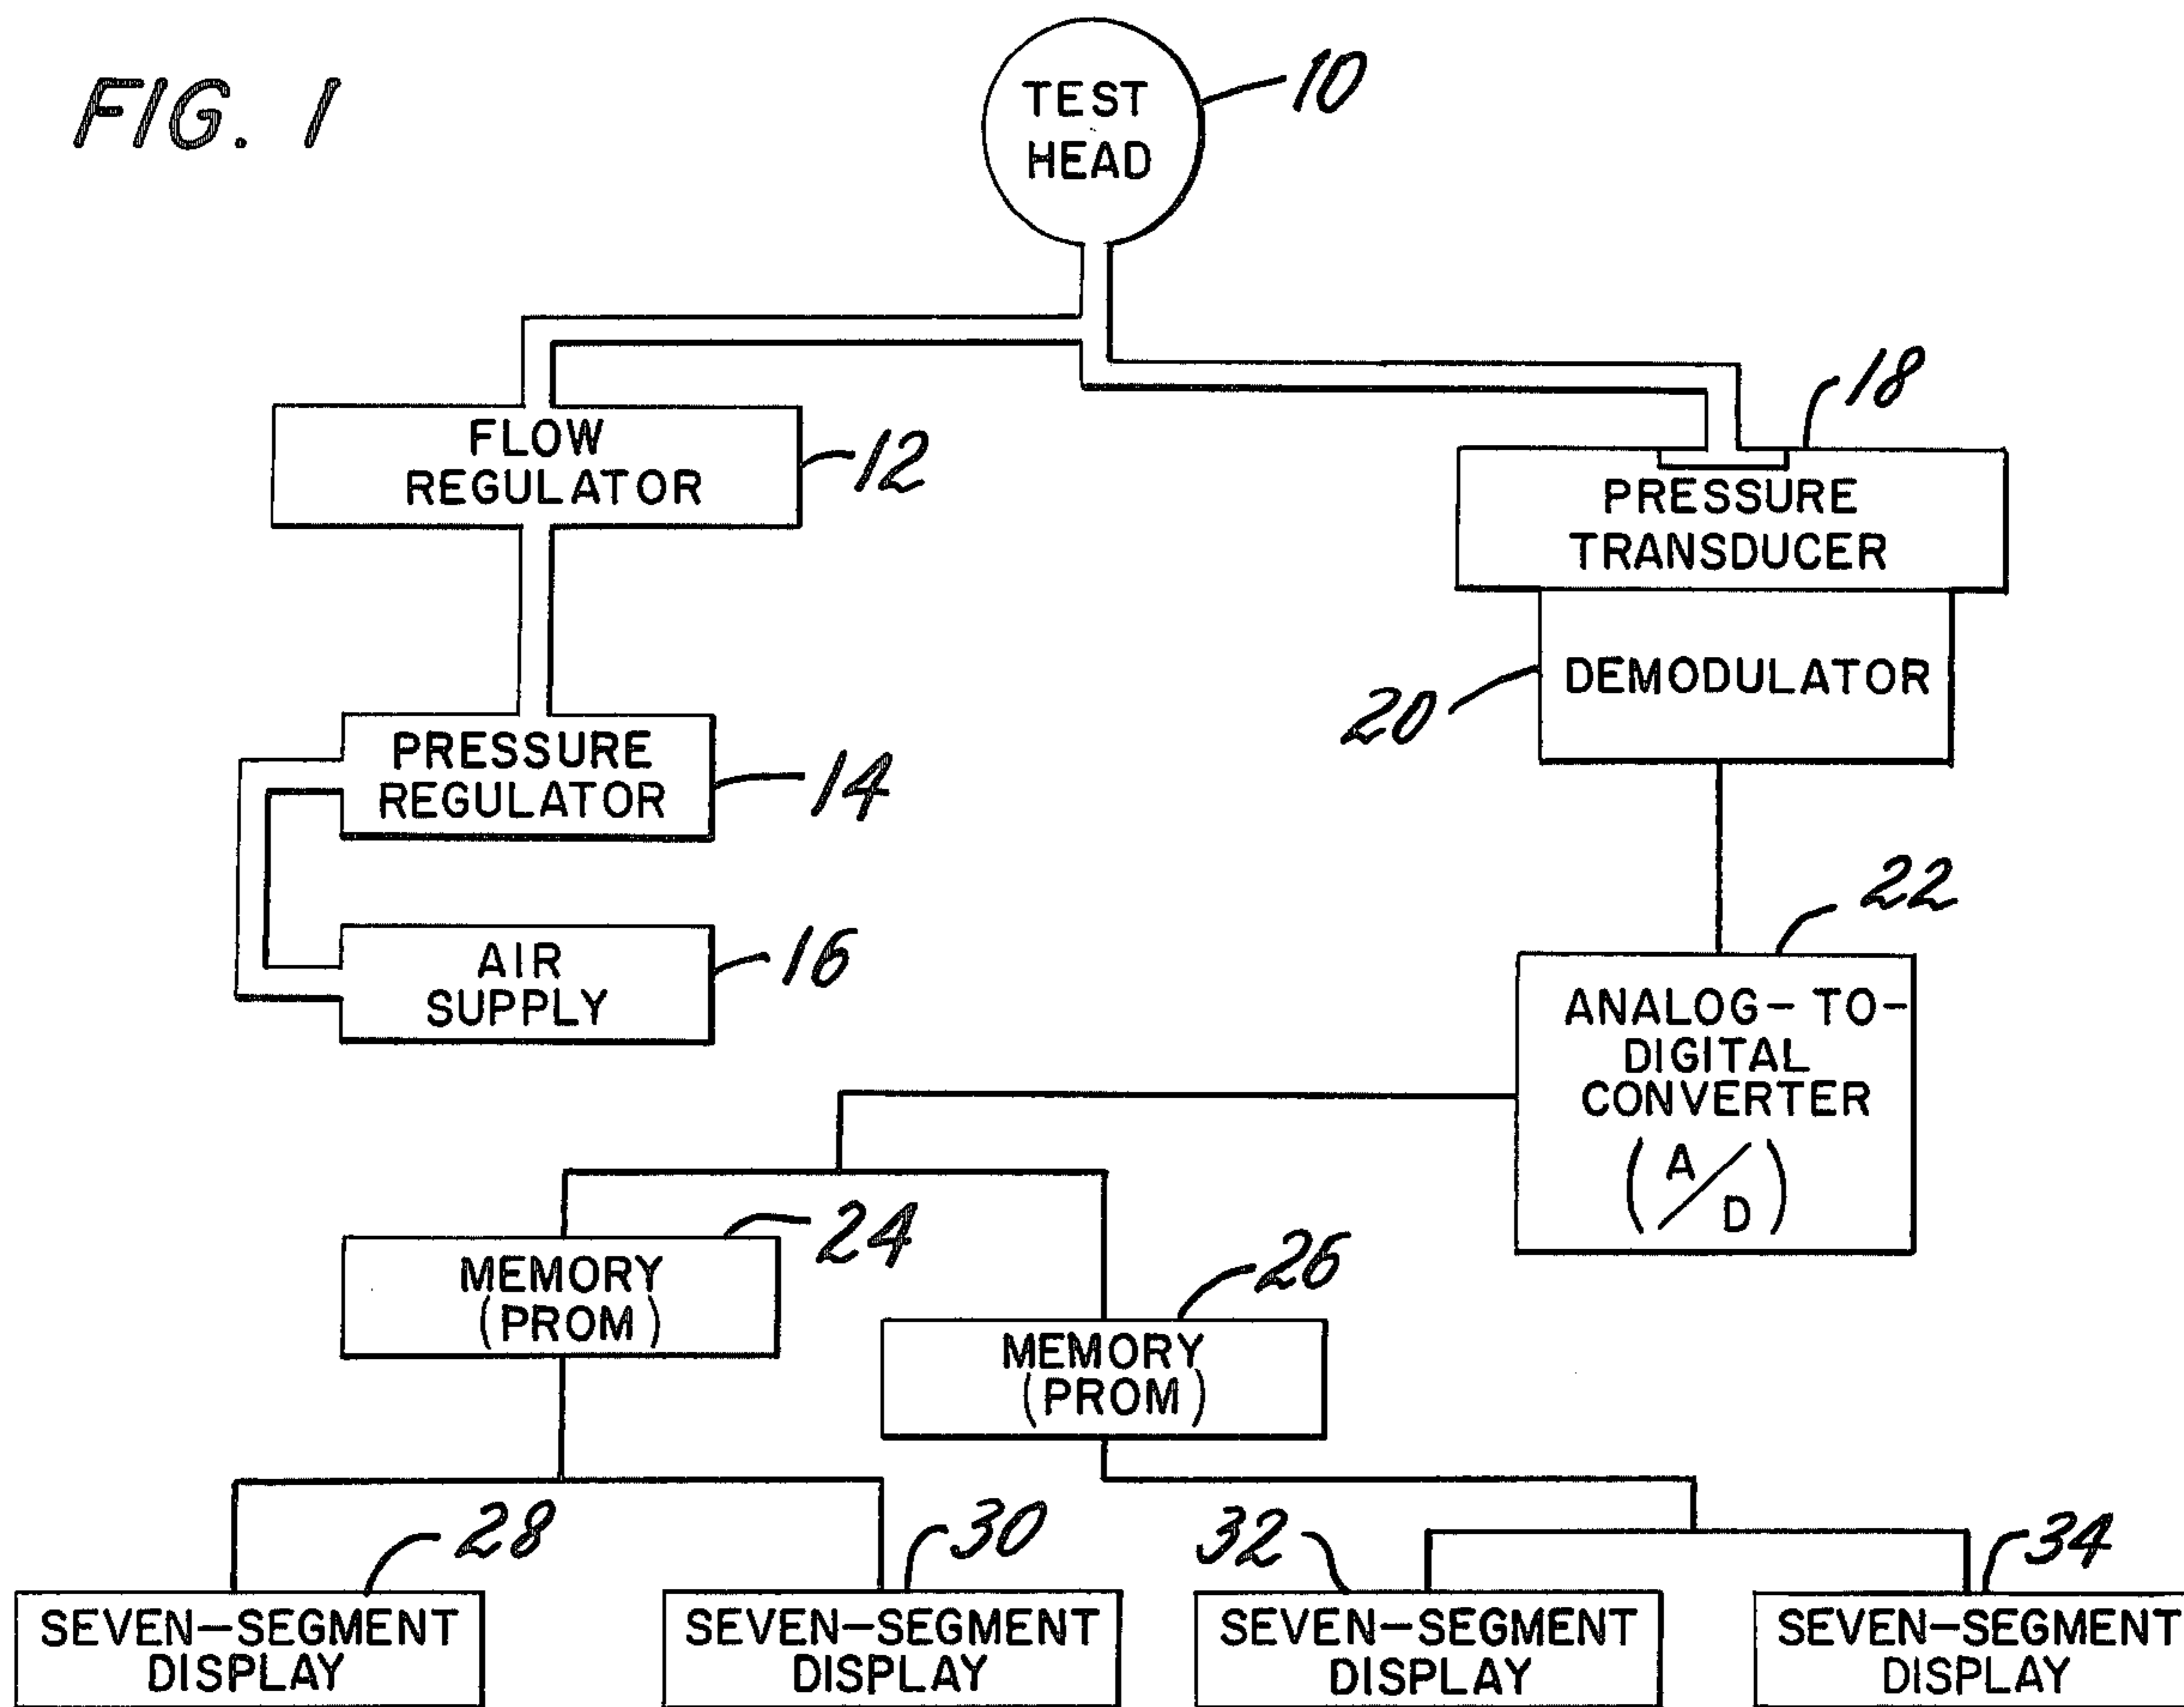 FIG. 1
TEST
HEAD
10
FLOW
REGULATOR
12
18
PRESSURE
TRANSDUCER
DEMODULATOR
20
PRESSURE
REGULATOR
14
AIR
SUPPLY
16
22
ANALOG-TO-
DIGITAL
CONVERTER
(A/D)
24
MEMORY
(PROM)
26
MEMORY
(PROM)
28
SEVEN-SEGMENT
DISPLAY
30
SEVEN-SEGMENT
DISPLAY
32
SEVEN-SEGMENT
DISPLAY
34
SEVEN-SEGMENT
DISPLAY